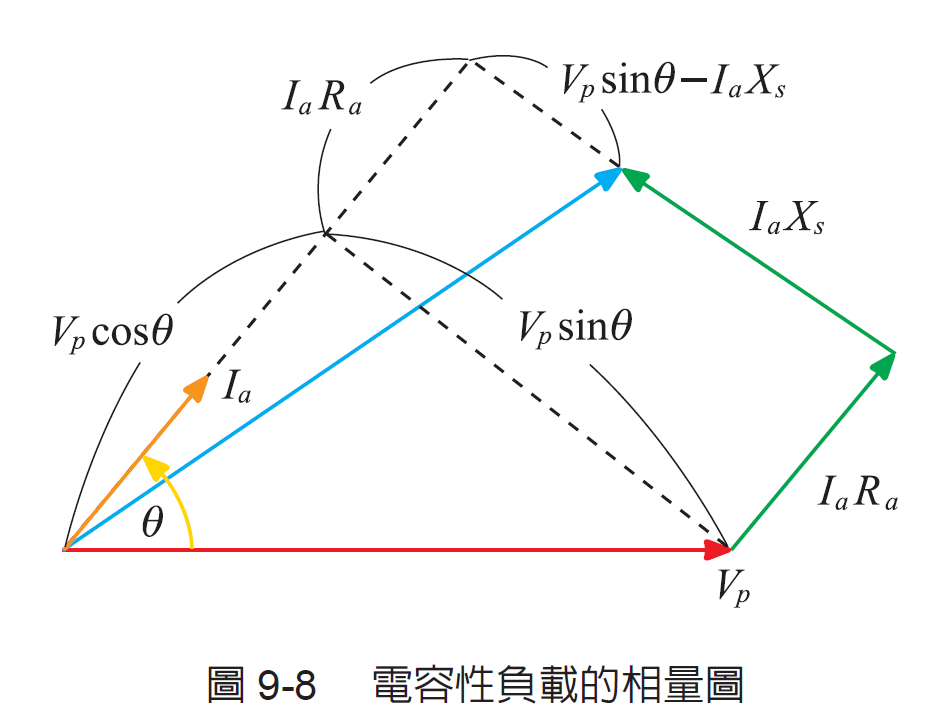 IₐRₐ
Vₚ sinθ−IₐXₛ
IₐXₛ
Vₚ cosθ
Vₚ sinθ
Iₐ
θ
IₐRₐ
Vₚ
圖 9-8 電容性負載的相量圖